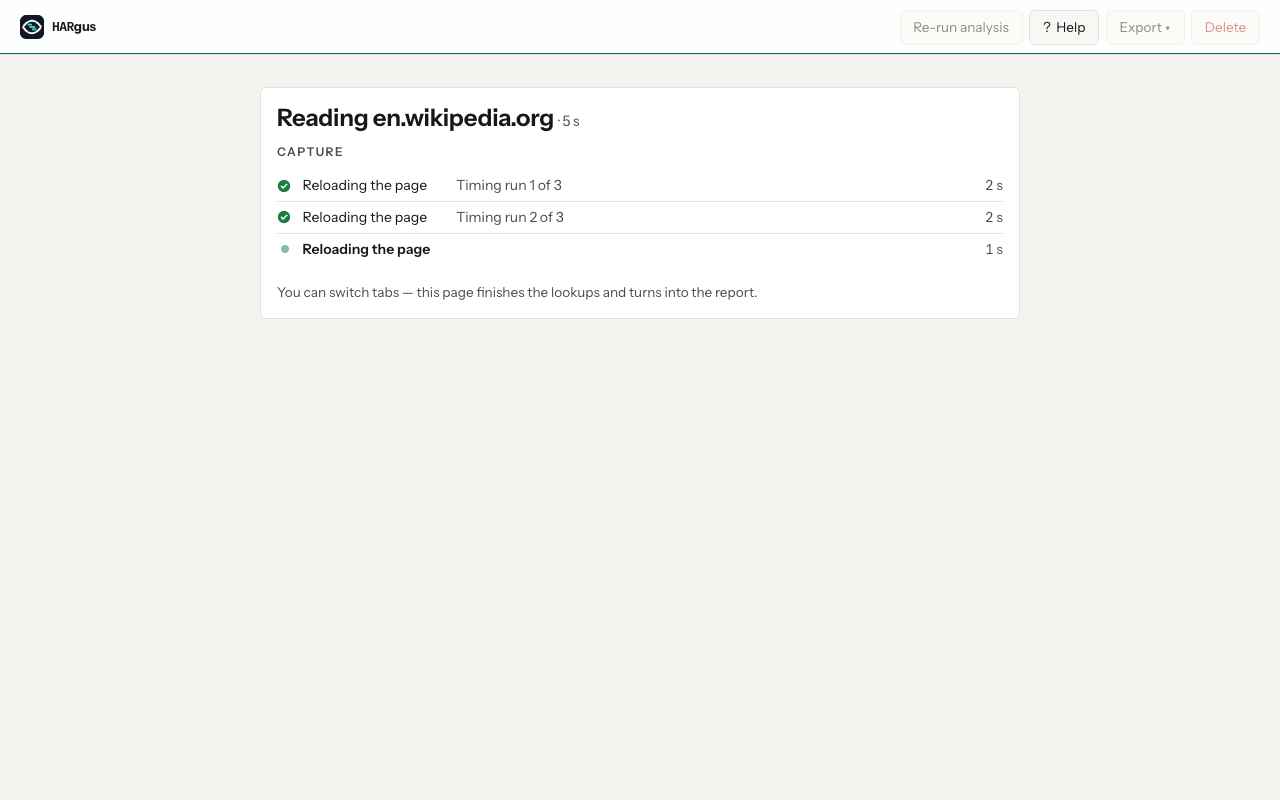 HARgus
Re-run analysis
? Help
Export ▾
Delete
Reading en.wikipedia.org · 5 s
CAPTURE
Reloading the page Timing run 1 of 3 2 s
Reloading the page Timing run 2 of 3 2 s
Reloading the page 1 s
You can switch tabs — this page finishes the lookups and turns into the report.